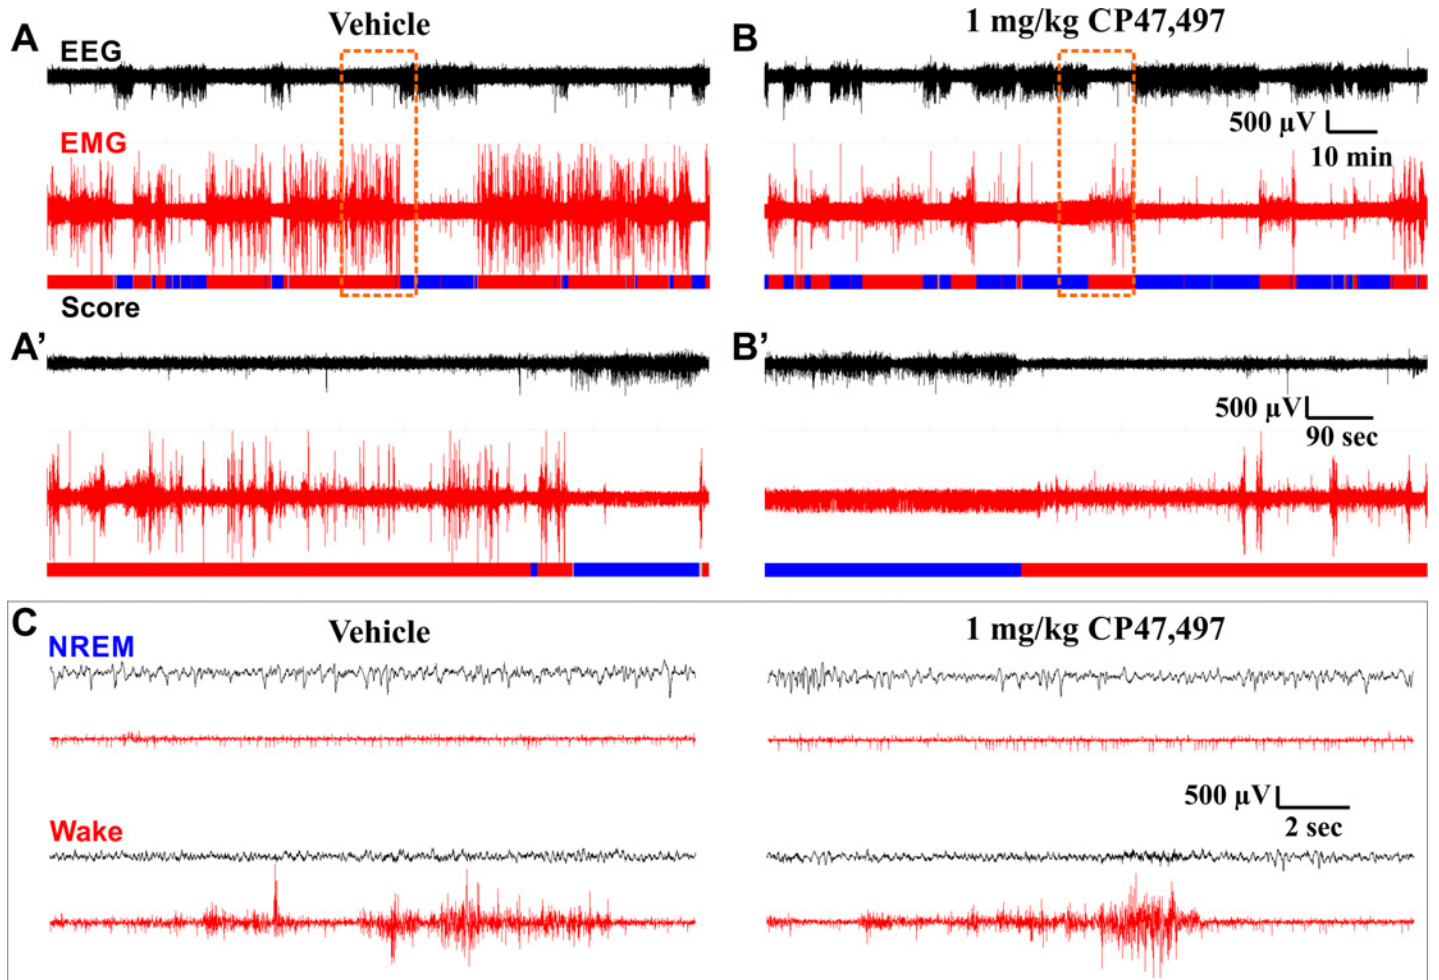 A
Vehicle
B
1 mg/kg CP47,497
EEG
500 µV
10 min
EMG
Score
A'
B'
500 µV
90 sec
C
Vehicle
1 mg/kg CP47,497
NREM
500 µV
2 sec
Wake